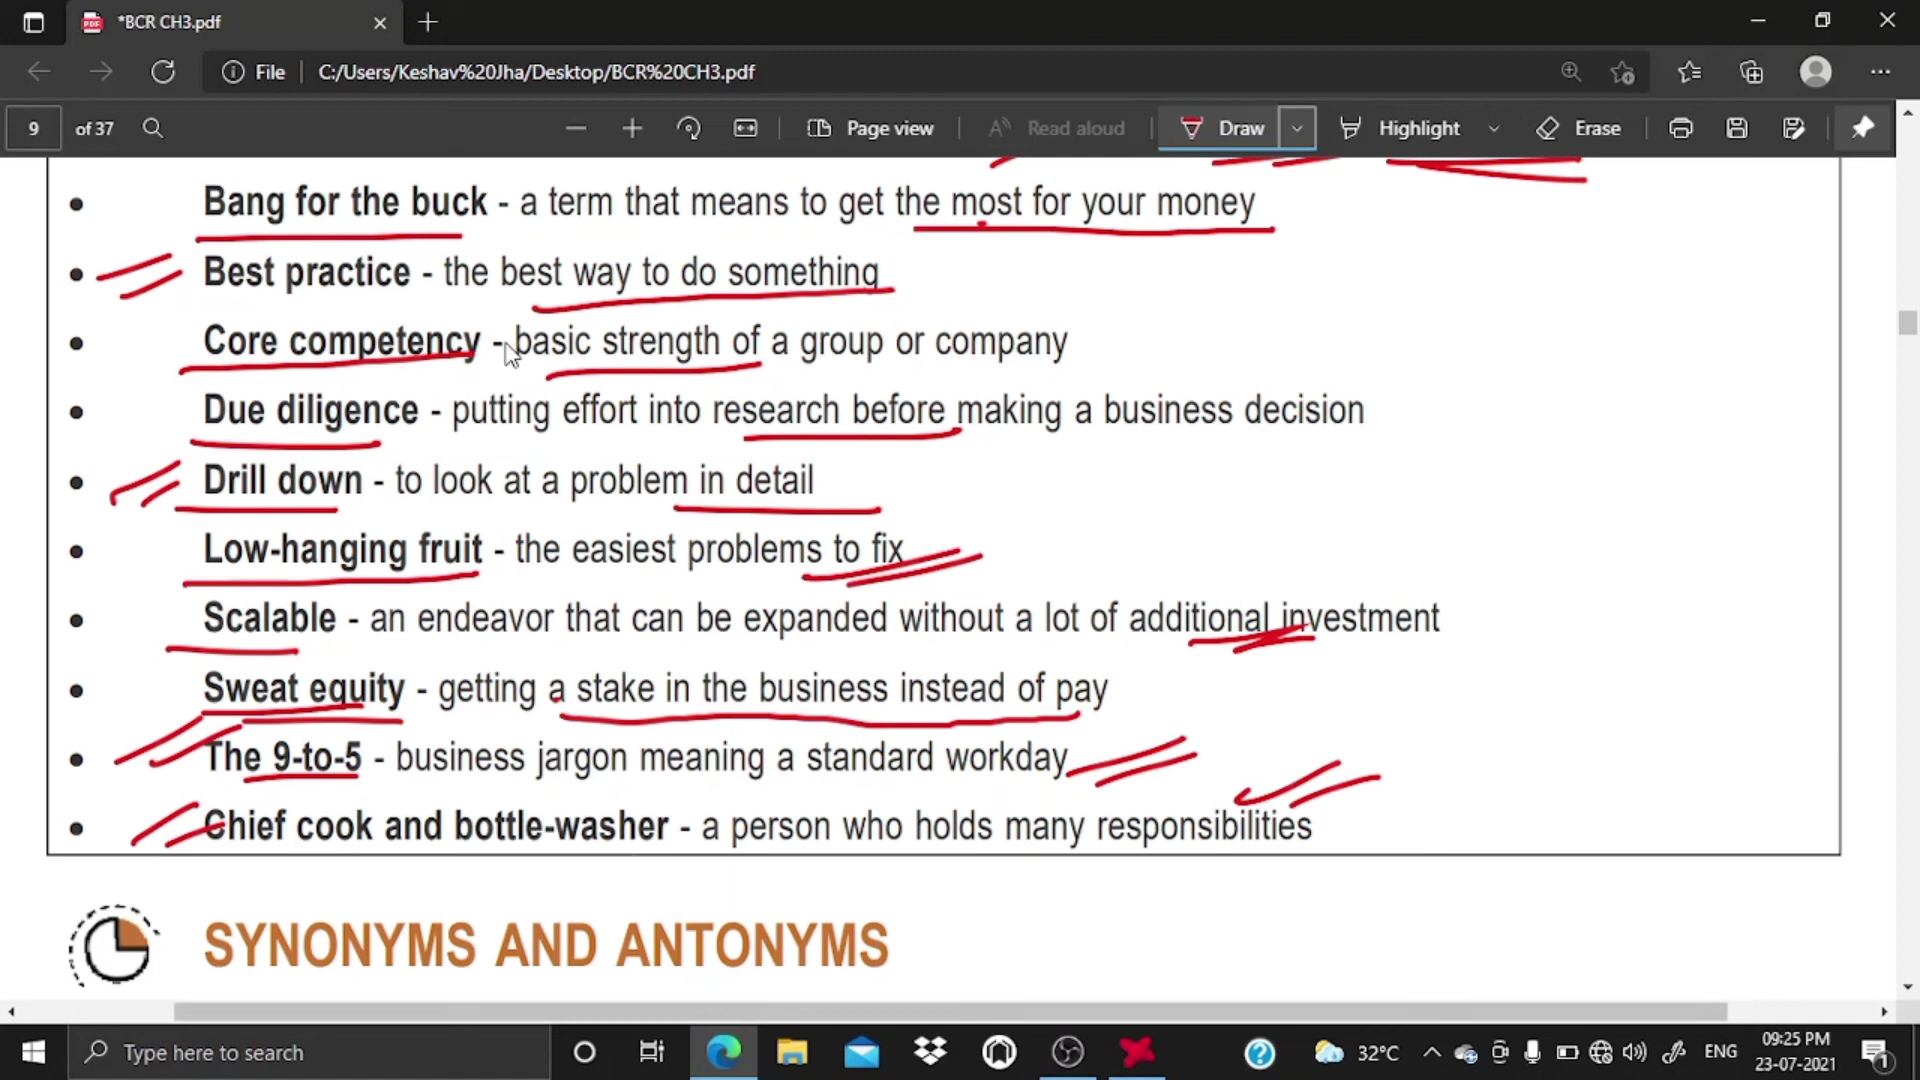 *BCR CH3.pdf
File
C:/Users/Keshav%20Jha/Desktop/BCR%20CH3.pdf
9 of 37
Page view
Read aloud
Draw
Highlight
Erase
• Bang for the buck - a term that means to get the most for your money
• Best practice - the best way to do something
• Core competency - basic strength of a group or company
• Due diligence - putting effort into research before making a business decision
• Drill down - to look at a problem in detail
• Low-hanging fruit - the easiest problems to fix
• Scalable - an endeavor that can be expanded without a lot of additional investment
• Sweat equity - getting a stake in the business instead of pay
• The 9-to-5 - business jargon meaning a standard workday
• Chief cook and bottle-washer - a person who holds many responsibilities
SYNONYMS AND ANTONYMS
Type here to search
32°C
ENG
09:25 PM
23-07-2021
1